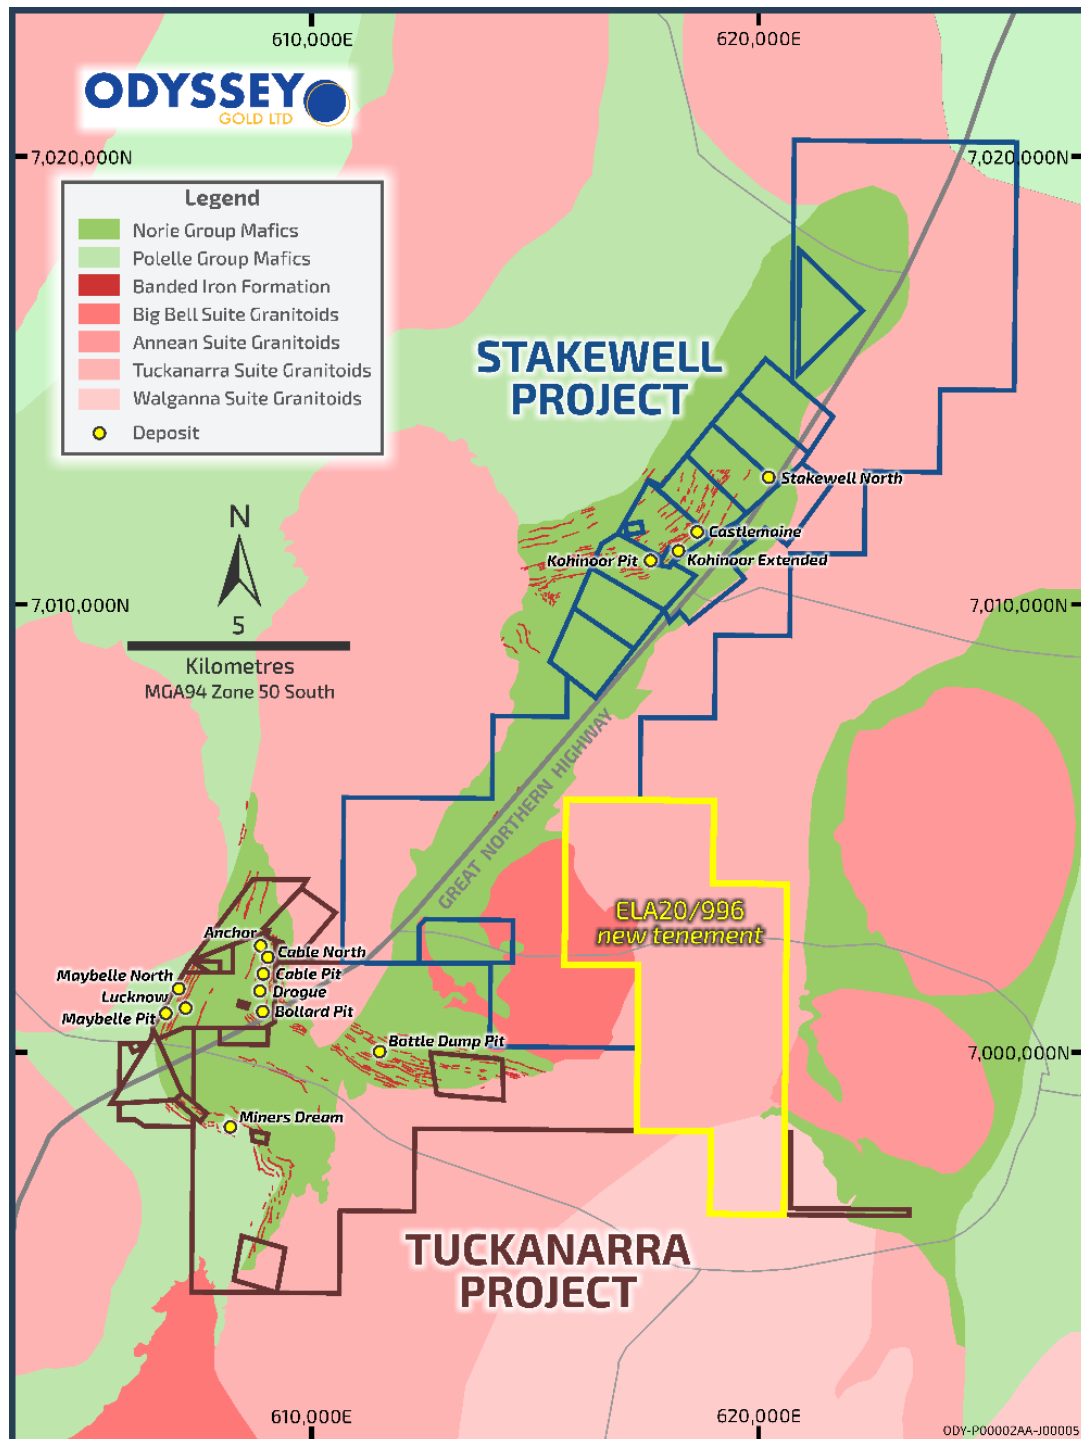 610,000E
620,000E
ODYSSEY
GOLD LTD
7,020,000N
7,020,000N
Legend
Norie Group Mafics
Polelle Group Mafics
Banded Iron Formation
Big Bell Suite Granitoids
Annean Suite Granitoids
Tuckanarra Suite Granitoids
Walganna Suite Granitoids
Deposit
STAKEWELL
PROJECT
Stakewell North
Castlemaine
Kohinoor Pit
Kohinoor Extended
N
7,010,000N
7,010,000N
5
Kilometres
MGA94 Zone 50 South
GREAT NORTHERN HIGHWAY
ELA20/996
new tenement
Anchor
Cable North
Maybelle North
Cable Pit
Lucknow
Drogue
Maybelle Pit
Bollard Pit
Bottle Dump Pit
7,000,000N
Miners Dream
TUCKANARRA
PROJECT
610,000E
620,000E
ODY-P00002AA-J00005